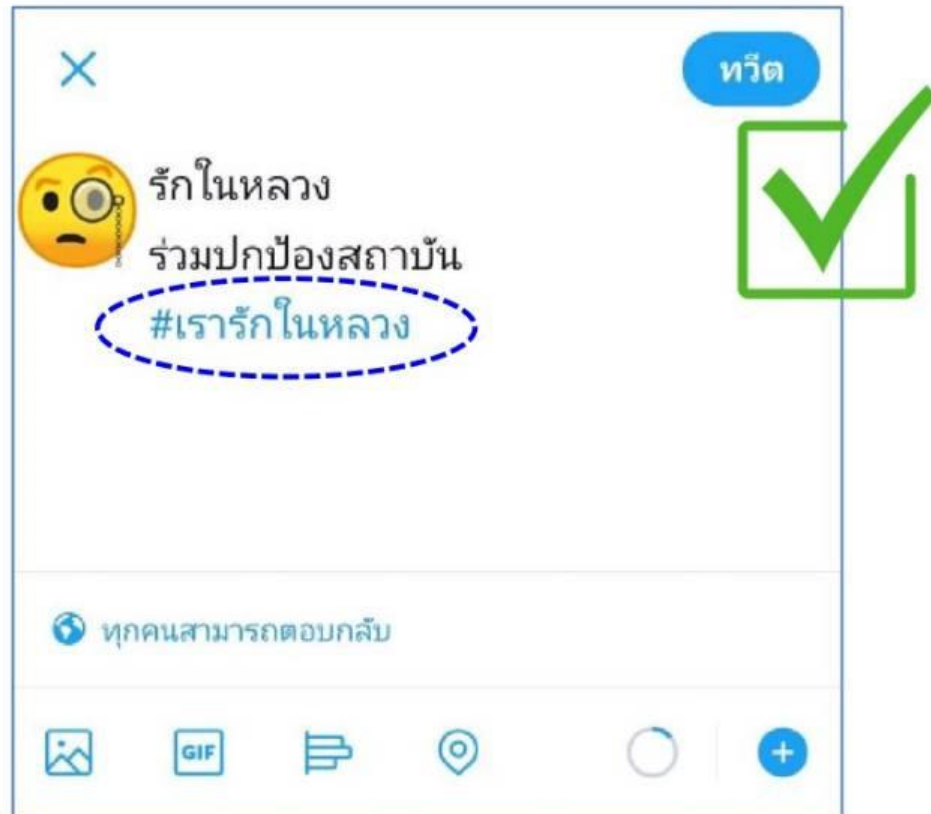 ทวีต
รักในหลวง
ร่วมปกป้องสถาบัน
#เรารักในหลวง
ทุกคนสามารถตอบกลับ
GIF